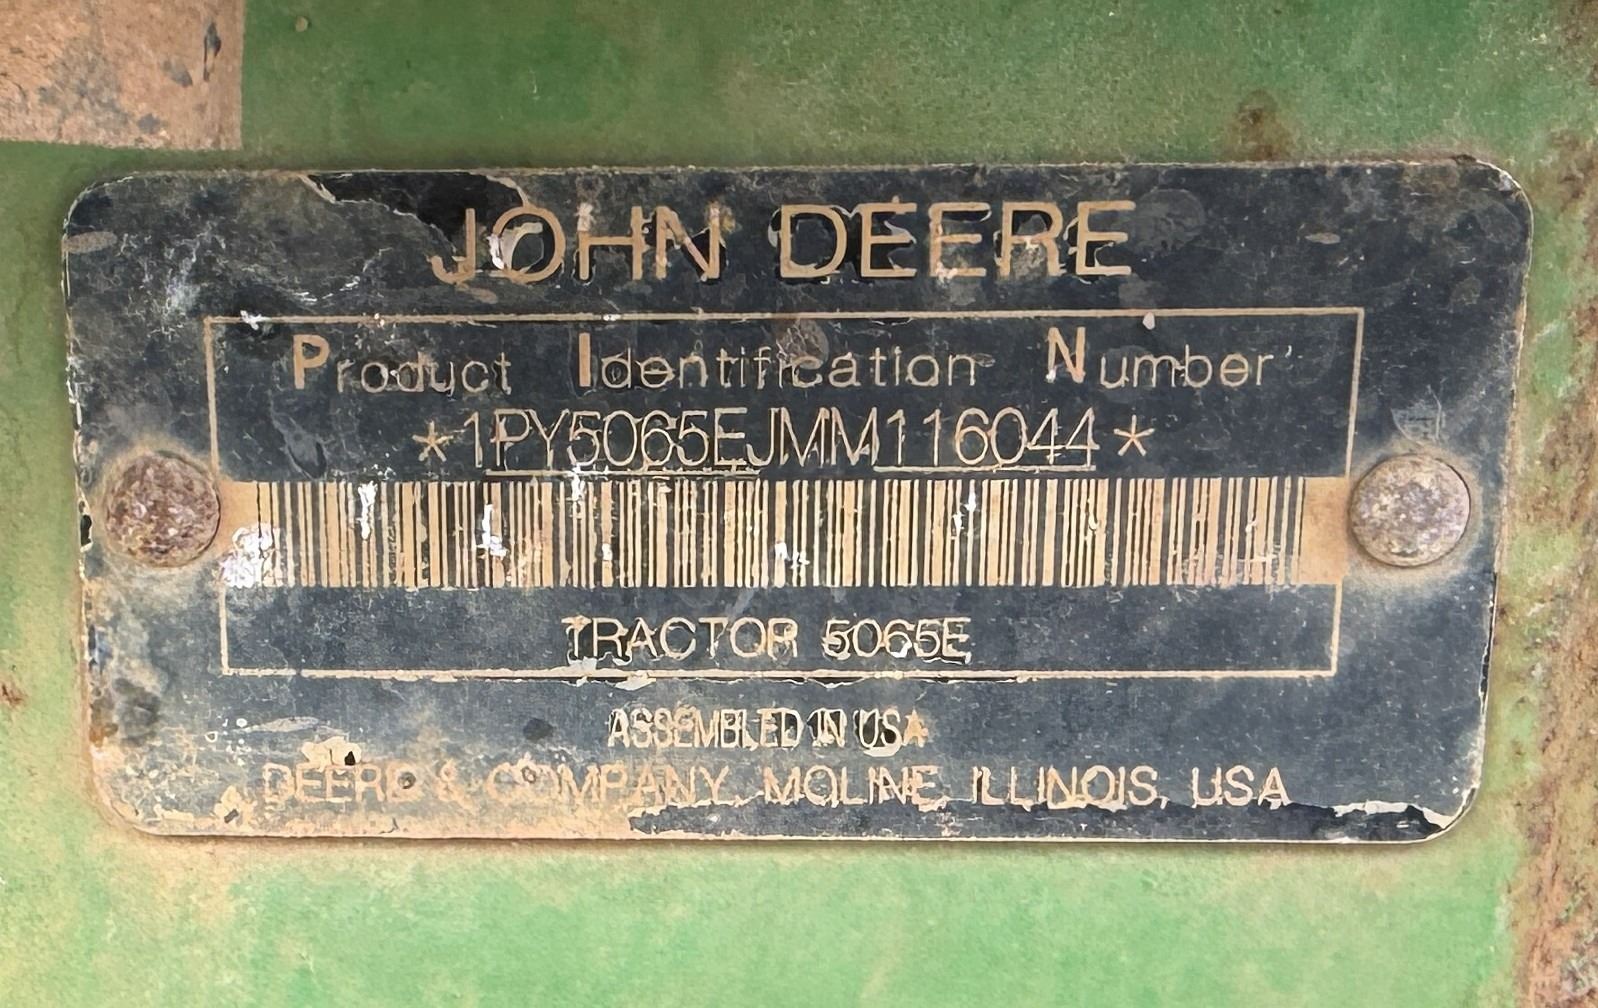 JOHN DEERE
Product Identification Number
*1PY5065EJMM116044*
TRACTOR 5065E
ASSEMBLED IN USA
DEERE & COMPANY, MOLINE, ILLINOIS, USA